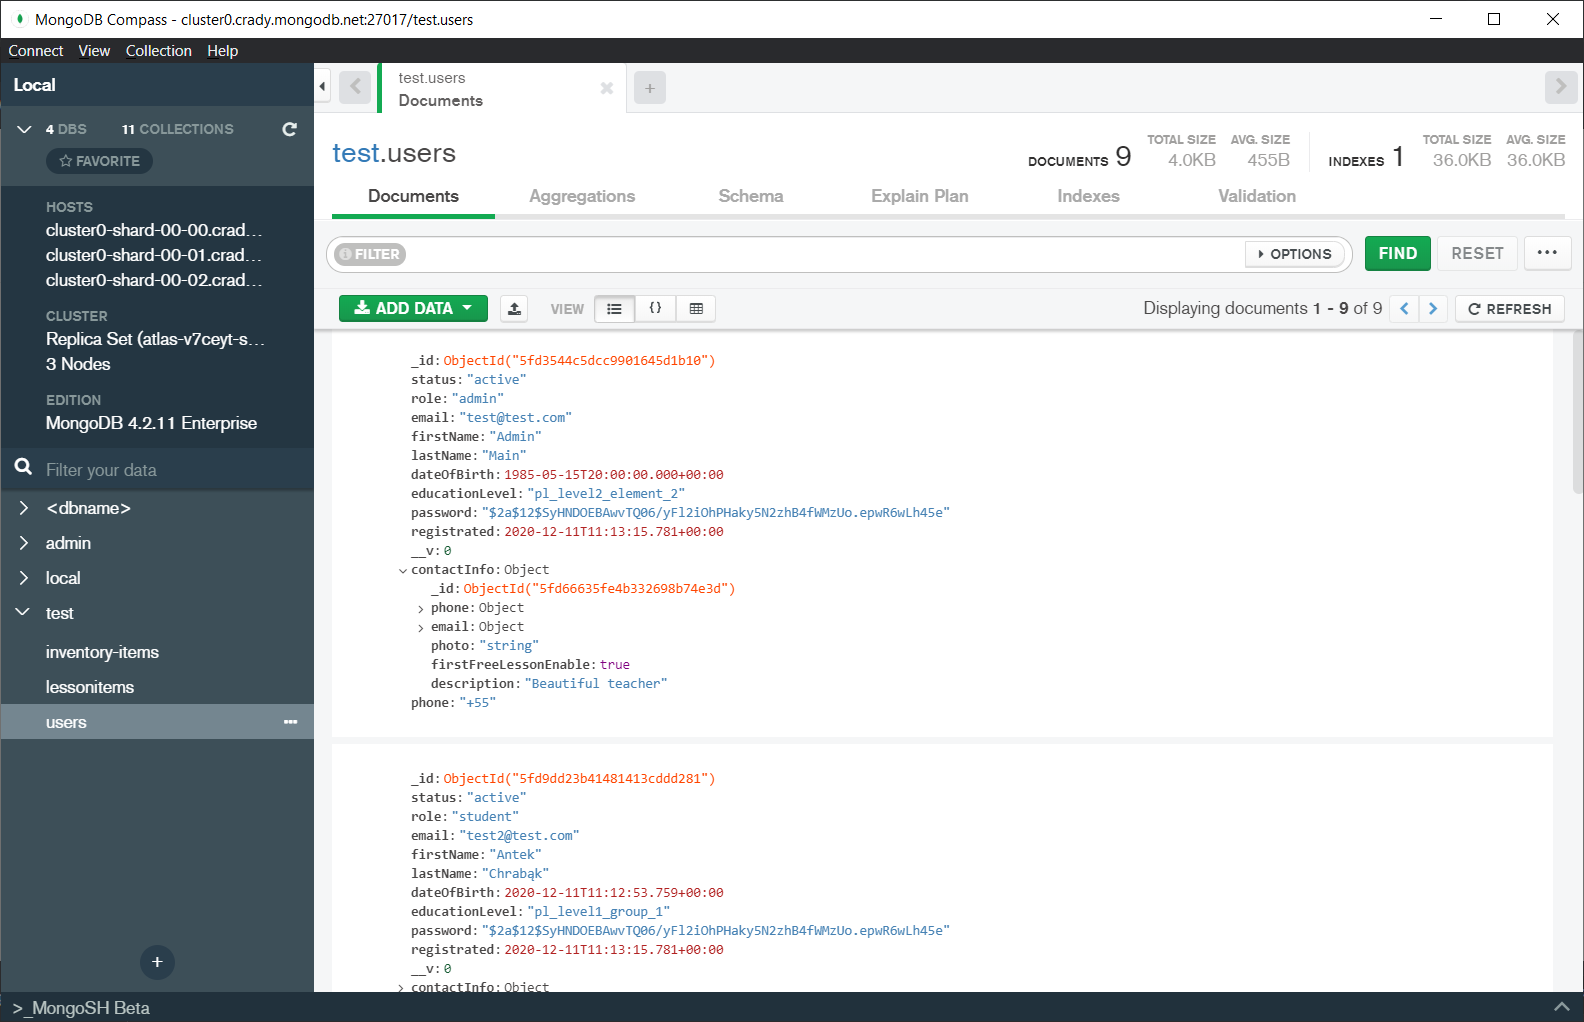 MongoDB Compass - cluster0.crady.mongodb.net:27017/test.users
Connect View Collection Help
Local
4 DBS 11 COLLECTIONS
FAVORITE
HOSTS
cluster0-shard-00-00.crad...
cluster0-shard-00-01.crad...
cluster0-shard-00-02.crad...
CLUSTER
Replica Set (atlas-v7ceyt-s...
3 Nodes
EDITION
MongoDB 4.2.11 Enterprise
Filter your data
<dbname>
admin
local
test
inventory-items
lessonitems
users
test.users
Documents
test.users
DOCUMENTS 9 TOTAL SIZE 4.0KB AVG. SIZE 455B INDEXES 1 TOTAL SIZE 36.0KB AVG. SIZE 36.0KB
Documents Aggregations Schema Explain Plan Indexes Validation
FILTER OPTIONS FIND RESET ...
ADD DATA VIEW {} Displaying documents 1 - 9 of 9 REFRESH
_id: ObjectId("5fd3544c5dcc9901645d1b10")
status: "active"
role: "admin"
email: "test@test.com"
firstName: "Admin"
lastName: "Main"
dateOfBirth: 1985-05-15T20:00:00.000+00:00
educationLevel: "pl_level2_element_2"
password: "$2a$12$SyHNDOEBAwvTQ06/yFl2iOhPHaky5N2zhB4fWMzUo.epwR6wLh45e"
registrated: 2020-12-11T11:13:15.781+00:00
__v: 0
contactInfo: Object
_id: ObjectId("5fd66635fe4b332698b74e3d")
phone: Object
email: Object
photo: "string"
firstFreeLessonEnable: true
description: "Beautiful teacher"
phone: "+55"
_id: ObjectId("5fd9dd23b41481413cddd281")
status: "active"
role: "student"
email: "test2@test.com"
firstName: "Antek"
lastName: "Chrabąk"
dateOfBirth: 2020-12-11T11:12:53.759+00:00
educationLevel: "pl_level1_group_1"
password: "$2a$12$SyHNDOEBAwvTQ06/yFl2iOhPHaky5N2zhB4fWMzUo.epwR6wLh45e"
registrated: 2020-12-11T11:13:15.781+00:00
__v: 0
contactInfo: Object
>_MongoSH Beta